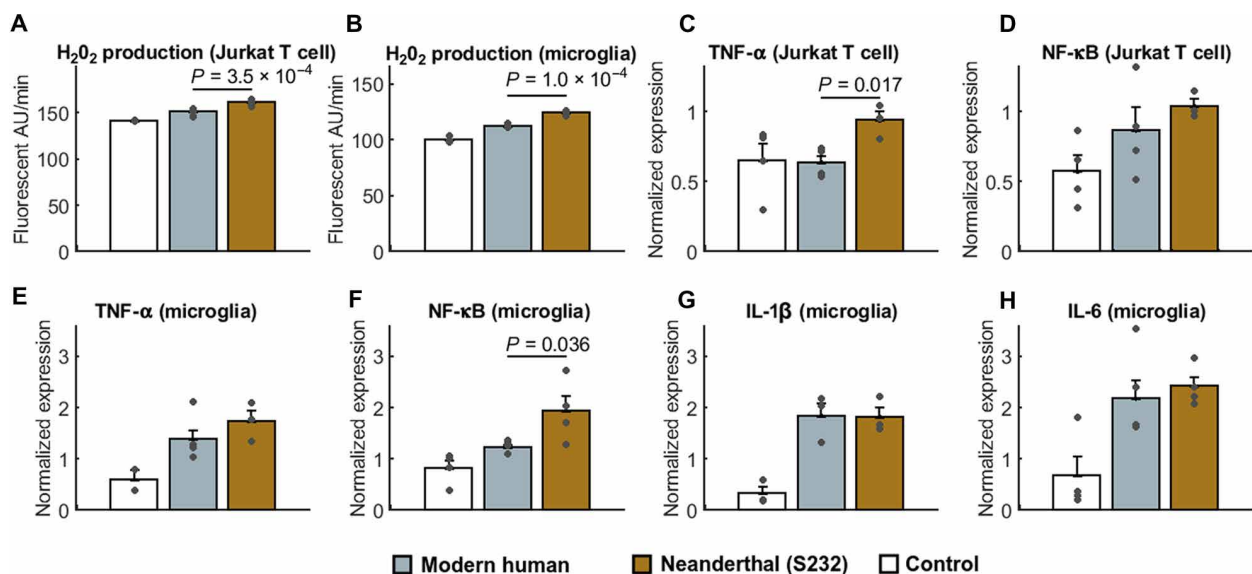 A
H₂0₂ production (Jurkat T cell)
P = 3.5 × 10⁻⁴
Fluorescent AU/min
150
100
50
0
B
H₂0₂ production (microglia)
P = 1.0 × 10⁻⁴
Fluorescent AU/min
150
100
50
0
C
TNF-α (Jurkat T cell)
P = 0.017
Normalized expression
1
0.5
0
D
NF-κB (Jurkat T cell)
Normalized expression
1
0.5
0
E
TNF-α (microglia)
Normalized expression
3
2
1
0
F
NF-κB (microglia)
P = 0.036
Normalized expression
3
2
1
0
G
IL-1β (microglia)
Normalized expression
3
2
1
0
H
IL-6 (microglia)
Normalized expression
3
2
1
0
Modern human
Neanderthal (S232)
Control